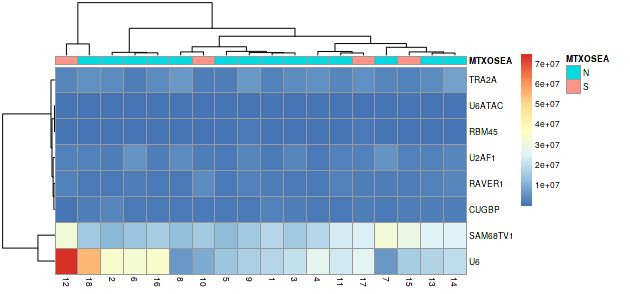 MTXOSEA
TRA2A
U6ATAC
RBM45
U2AF1
RAVER1
CUGBP
SAM68TV1
U6
12 18 2 6 16 8 10 5 9 1 3 4 11 17 7 15 13 14
7e+07
6e+07
5e+07
4e+07
3e+07
2e+07
1e+07
MTXOSEA
N
S